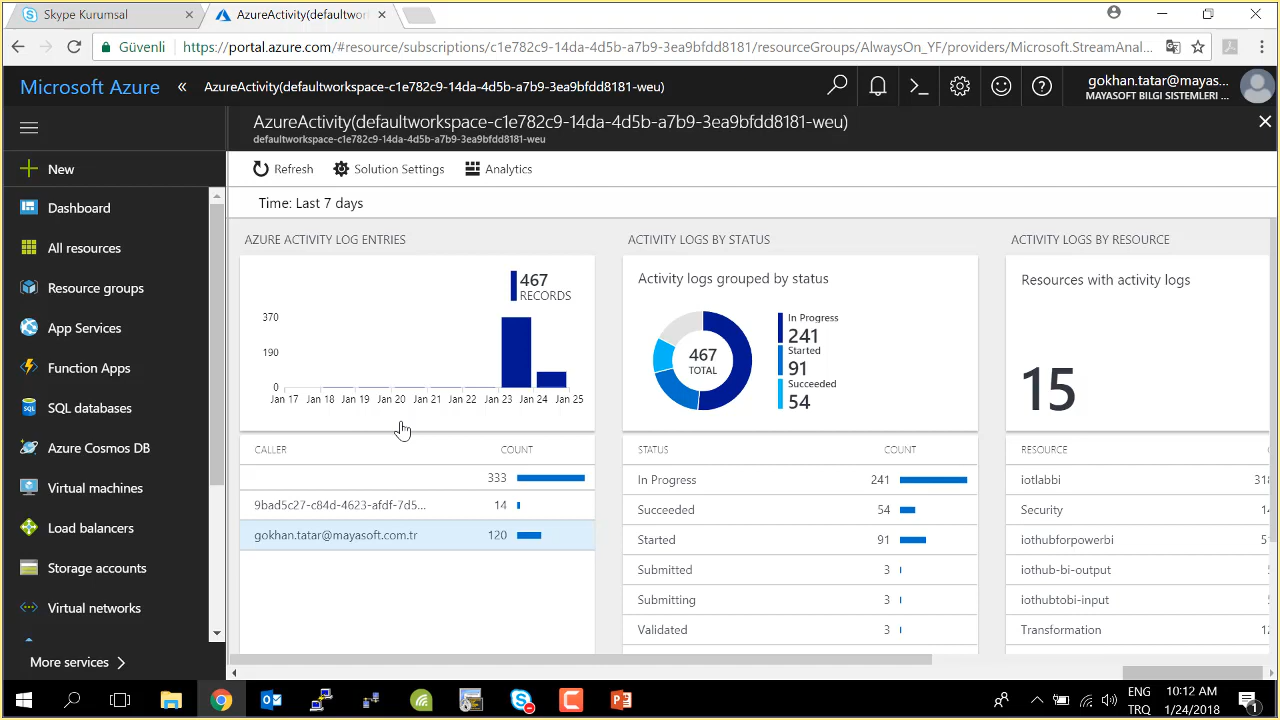 Skype Kurumsal
AzureActivity(defaultwor
Güvenli
https://portal.azure.com/#resource/subscriptions/c1e782c9-14da-4d5b-a7b9-3ea9bfdd8181/resourceGroups/AlwaysOn_YF/providers/Microsoft.StreamAnal...
Microsoft Azure
AzureActivity(defaultworkspace-c1e782c9-14da-4d5b-a7b9-3ea9bfdd8181-weu)
gokhan.tatar@mayas...
MAYASOFT BILGI SISTEMLERI ...
AzureActivity(defaultworkspace-c1e782c9-14da-4d5b-a7b9-3ea9bfdd8181-weu)
defaultworkspace-c1e782c9-14da-4d5b-a7b9-3ea9bfdd8181-weu
New
Dashboard
All resources
Resource groups
App Services
Function Apps
SQL databases
Azure Cosmos DB
Virtual machines
Load balancers
Storage accounts
Virtual networks
More services
Refresh
Solution Settings
Analytics
Time: Last 7 days
AZURE ACTIVITY LOG ENTRIES
467
RECORDS
370
190
0
Jan 17 Jan 18 Jan 19 Jan 20 Jan 21 Jan 22 Jan 23 Jan 24 Jan 25
CALLER COUNT
333
9bad5c27-c84d-4623-afdf-7d5... 14
gokhan.tatar@mayasoft.com.tr 120
ACTIVITY LOGS BY STATUS
Activity logs grouped by status
467
TOTAL
In Progress
241
Started
91
Succeeded
54
STATUS COUNT
In Progress 241
Succeeded 54
Started 91
Submitted 3
Submitting 3
Validated 3
ACTIVITY LOGS BY RESOURCE
Resources with activity logs
15
RESOURCE
iotlabbi
Security
iothubforpowerbi
iothub-bi-output
iothubtobi-input
Transformation
SQL
ENG
TRQ
10:12 AM
1/24/2018
1